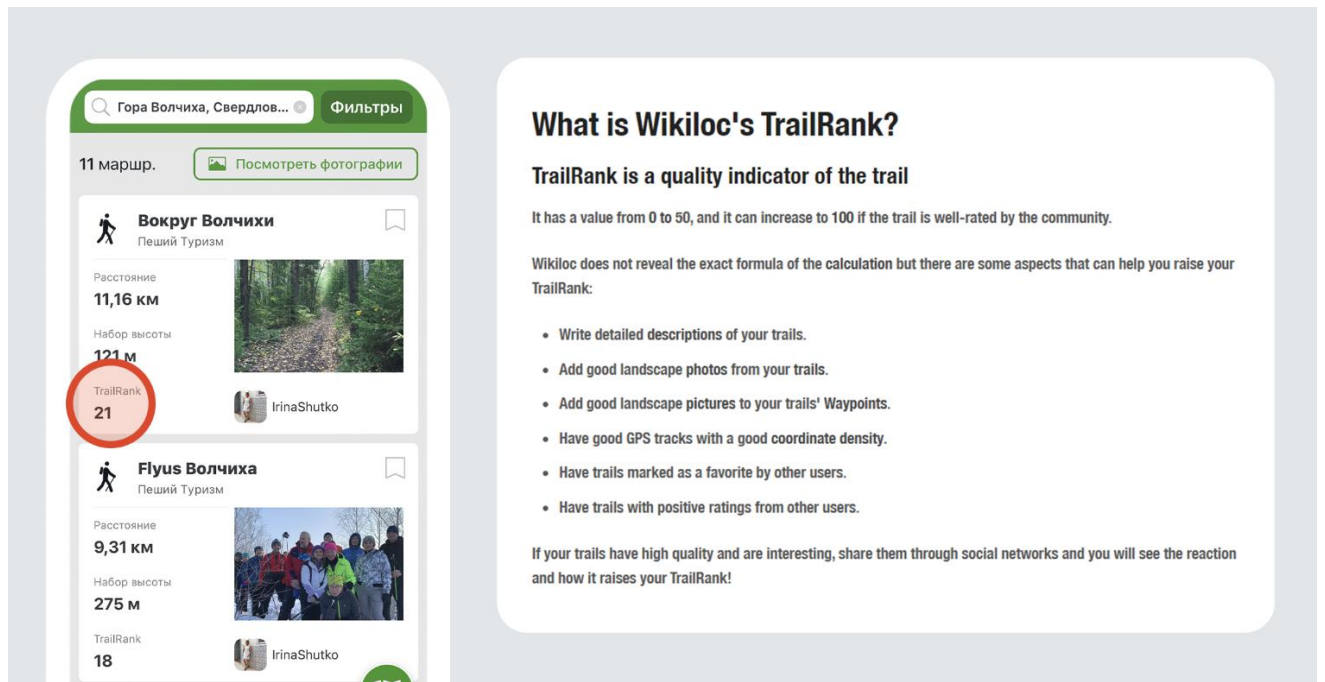 Гора Волчиха, Свердлов...
Фильтры
11 маршр.
Посмотреть фотографии
Вокруг Волчихи
Пеший Туризм
Расстояние
11,16 км
Набор высоты
121 м
TrailRank
21
IrinaShutko
Flyus Волчиха
Пеший Туризм
Расстояние
9,31 км
Набор высоты
275 м
TrailRank
18
IrinaShutko
What is Wikiloc's TrailRank?
TrailRank is a quality indicator of the trail
It has a value from 0 to 50, and it can increase to 100 if the trail is well-rated by the community.
Wikiloc does not reveal the exact formula of the calculation but there are some aspects that can help you raise your
TrailRank:
• Write detailed descriptions of your trails.
• Add good landscape photos from your trails.
• Add good landscape pictures to your trails' Waypoints.
• Have good GPS tracks with a good coordinate density.
• Have trails marked as a favorite by other users.
• Have trails with positive ratings from other users.
If your trails have high quality and are interesting, share them through social networks and you will see the reaction
and how it raises your TrailRank!